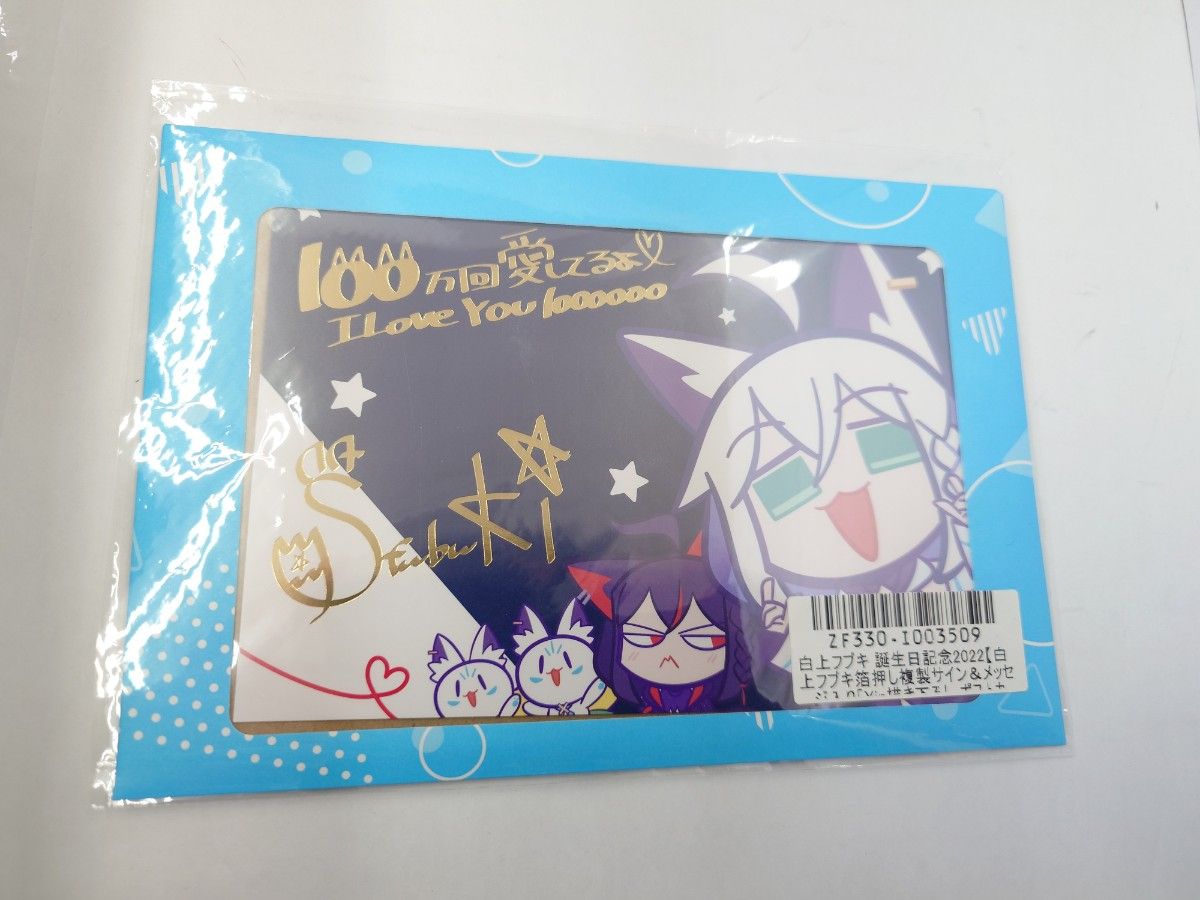 100万回愛してるよ♡
I Love You 1000000
ZF330-I003509
白上フブキ 誕生日記念2022【白
上フブキ箔押し複製サイン＆メッセ